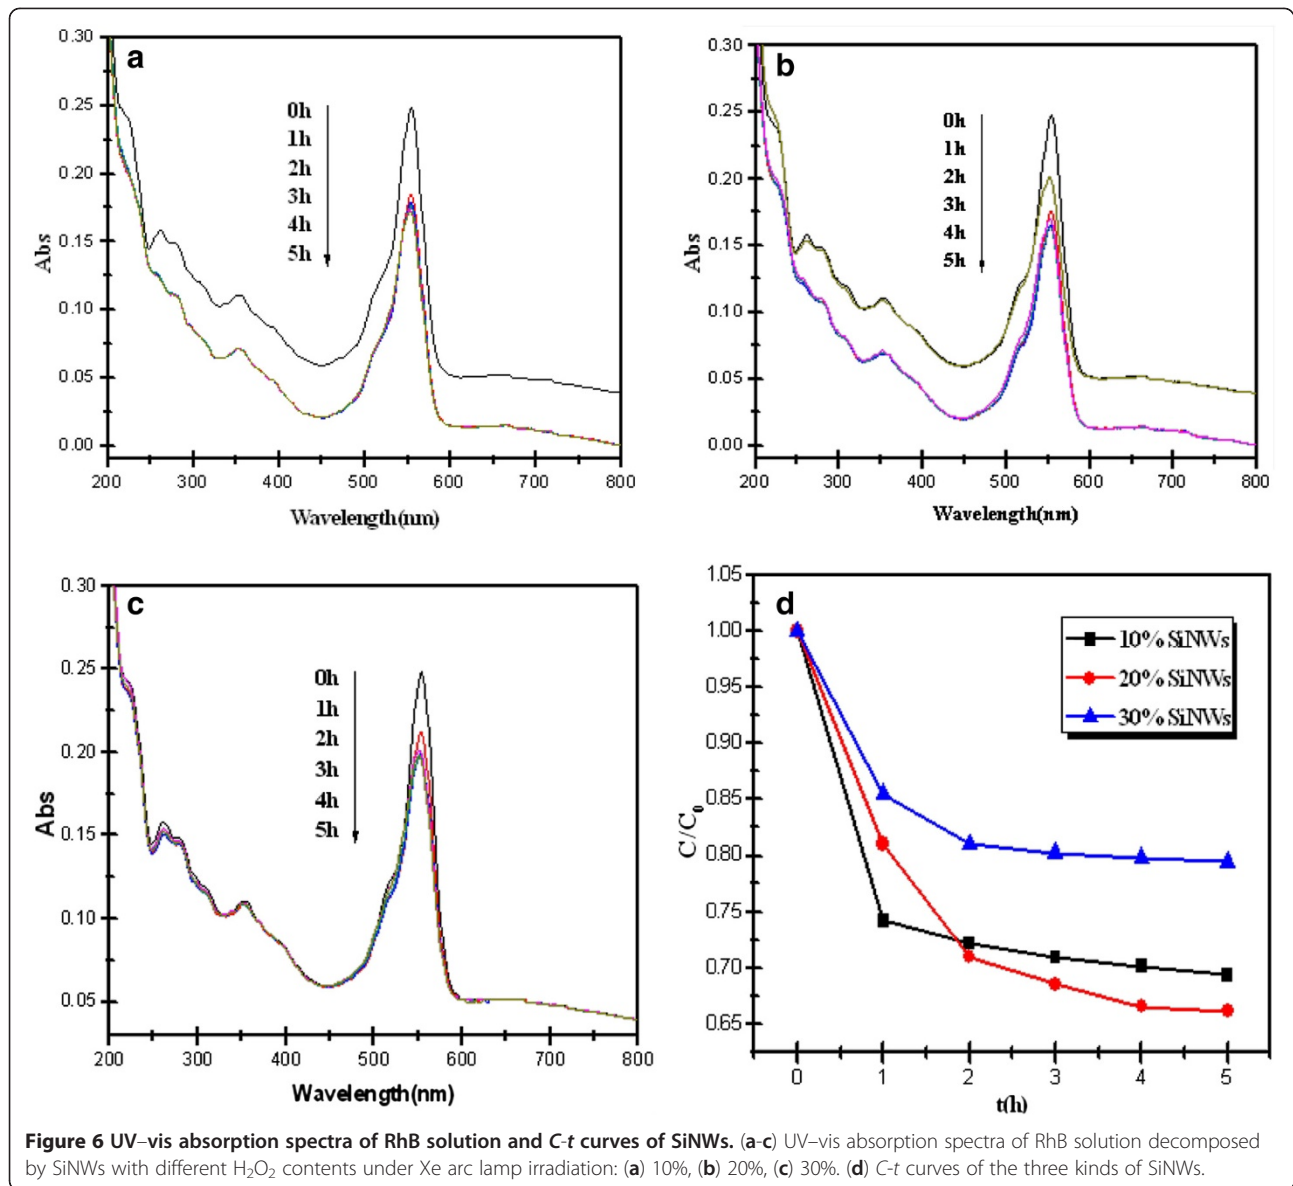 a
0.30
0.25
0.20
0.15
0.10
0.05
0.00
Abs
0h
1h
2h
3h
4h
5h
200 300 400 500 600 700 800
Wavelength(nm)
b
0.30
0.25
0.20
0.15
0.10
0.05
0.00
Abs
0h
1h
2h
3h
4h
5h
200 300 400 500 600 700 800
Wavelength(nm)
c
0.30
0.25
0.20
0.15
0.10
0.05
Abs
0h
1h
2h
3h
4h
5h
200 300 400 500 600 700 800
Wavelength(nm)
d
1.05
1.00
0.95
0.90
0.85
0.80
0.75
0.70
0.65
C/C₀
10% SiNWs
20% SiNWs
30% SiNWs
0 1 2 3 4 5
t(h)
Figure 6 UV–vis absorption spectra of RhB solution and C-t curves of SiNWs. (a-c) UV–vis absorption spectra of RhB solution decomposed
by SiNWs with different H₂O₂ contents under Xe arc lamp irradiation: (a) 10%, (b) 20%, (c) 30%. (d) C-t curves of the three kinds of SiNWs.